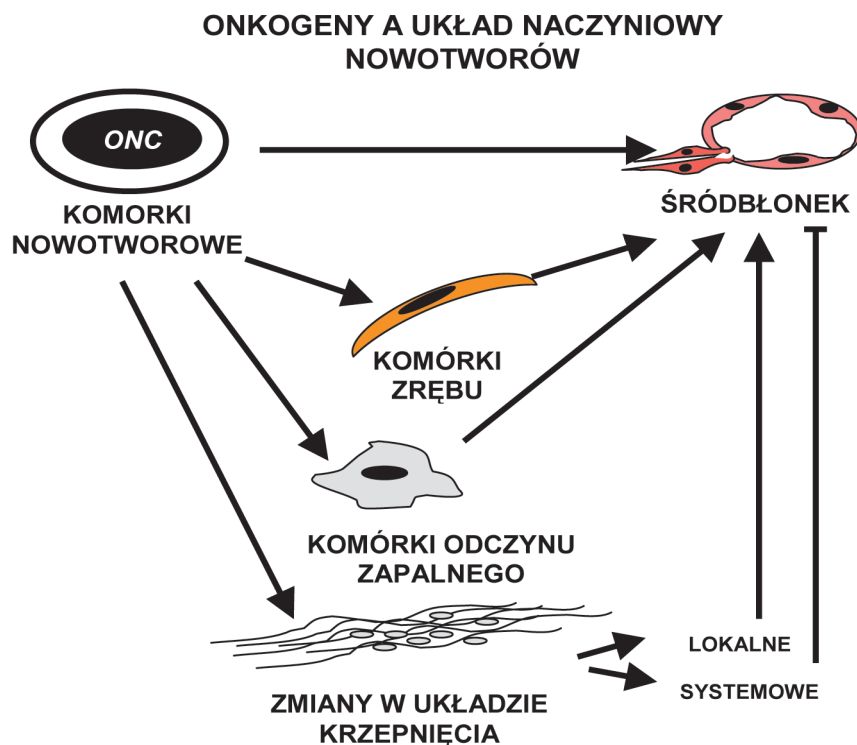 ONKOGENY A UKŁAD NACZYNIOWY
NOWOTWORÓW
ONC
KOMORKI
NOWOTWOROWE
ŚRÓDBŁONEK
KOMÓRKI
ZRĘBU
KOMÓRKI ODCZYNU
ZAPALNEGO
LOKALNE
SYSTEMOWE
ZMIANY W UKŁADZIE
KRZEPNIĘCIA